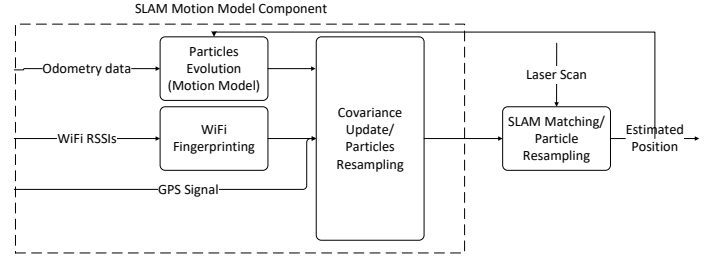 SLAM Motion Model Component
Odometry data
Particles
Evolution
(Motion Model)
WiFi RSSIs
WiFi
Fingerprinting
GPS Signal
Covariance
Update/
Particles
Resampling
Laser Scan
SLAM Matching/
Particle
Resampling
Estimated
Position